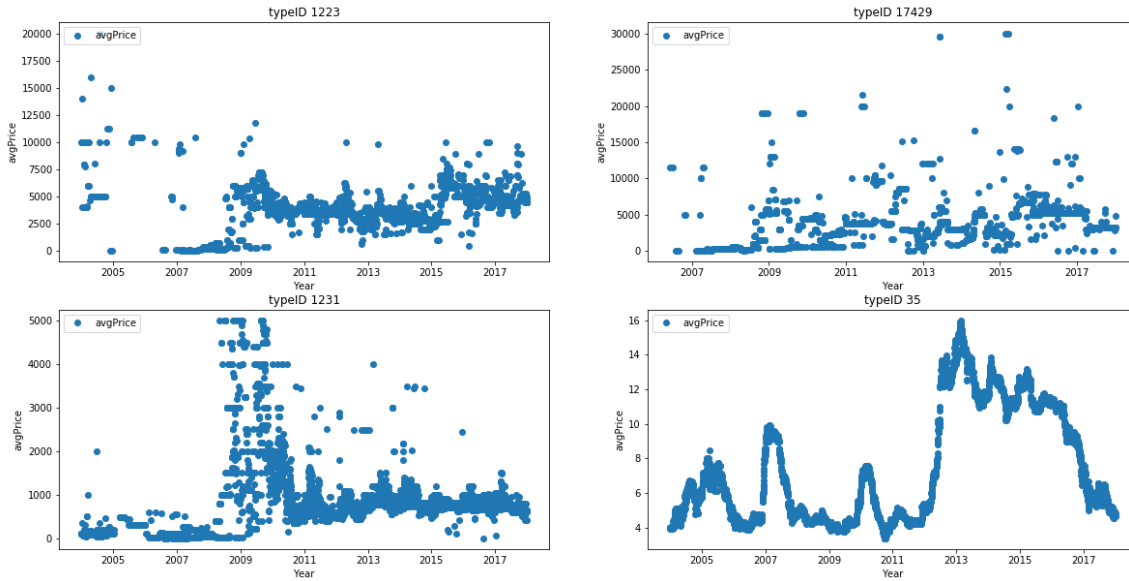 typeID 1223
avgPrice
20000
17500
15000
12500
10000
7500
5000
2500
0
avgPrice
2005 2007 2009 2011 2013 2015 2017
Year
typeID 17429
avgPrice
30000
25000
20000
15000
10000
5000
0
avgPrice
2007 2009 2011 2013 2015 2017
Year
typeID 1231
avgPrice
5000
4000
3000
2000
1000
0
avgPrice
2005 2007 2009 2011 2013 2015 2017
Year
typeID 35
avgPrice
16
14
12
10
8
6
4
avgPrice
2005 2007 2009 2011 2013 2015 2017
Year